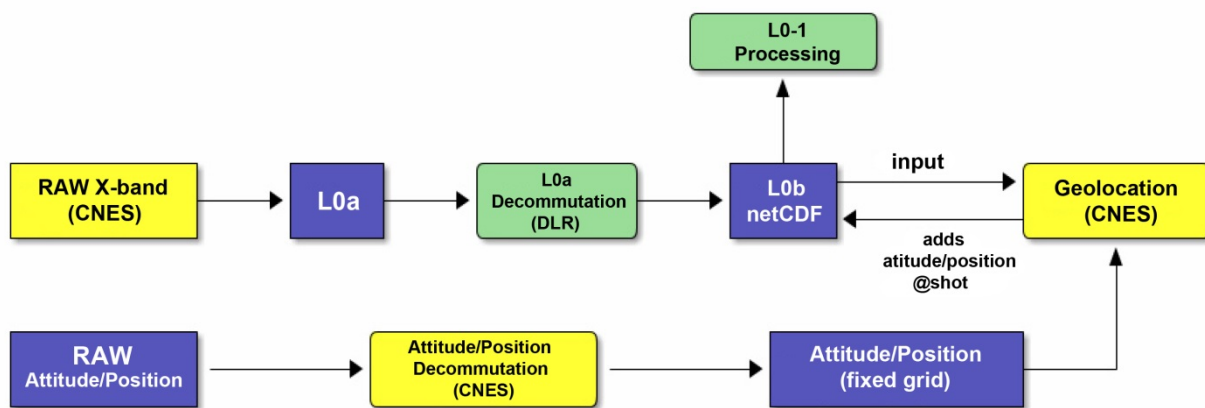 L0-1
Processing
RAW X-band
(CNES)
L0a
L0a
Decommutation
(DLR)
L0b
netCDF
input
Geolocation
(CNES)
adds
atitude/position
@shot
RAW
Attitude/Position
Attitude/Position
Decommutation
(CNES)
Attitude/Position
(fixed grid)